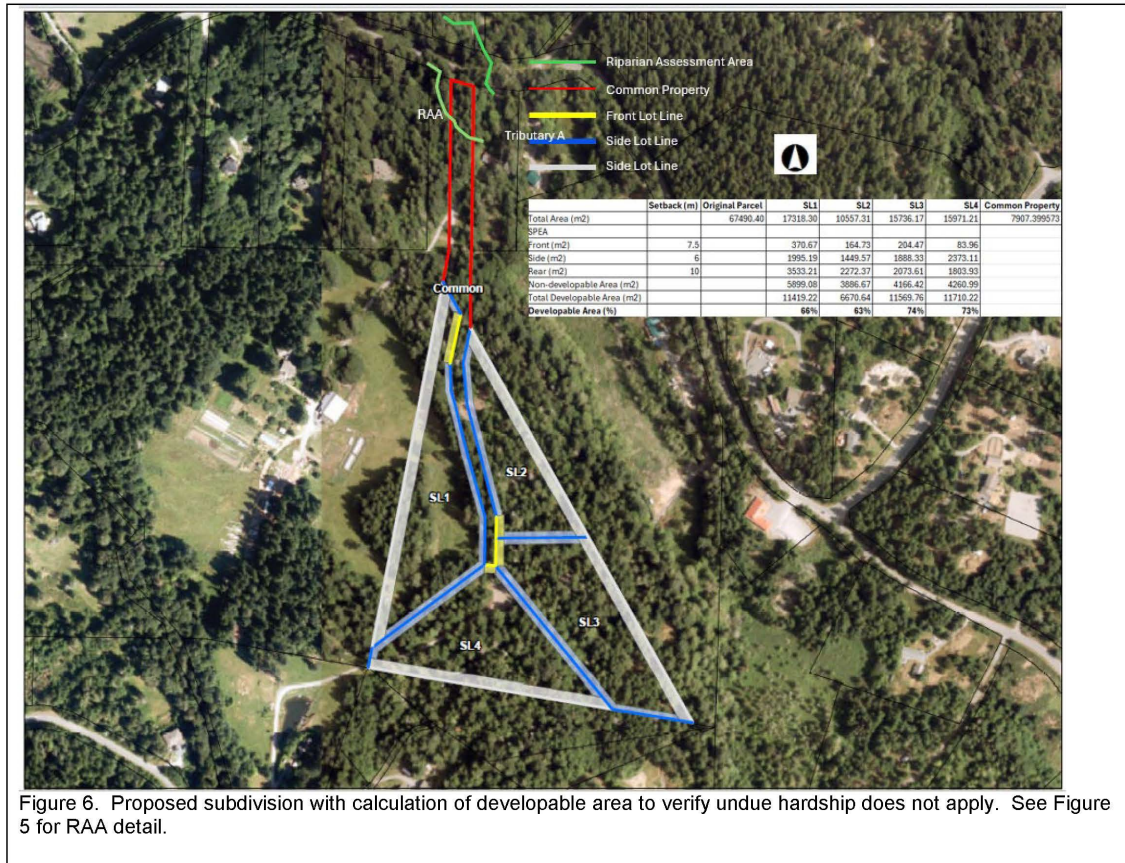 Riparian Assessment Area
Common Property
RAA
Front Lot Line
Tributary A
Side Lot Line
Side Lot Line
Setback (m) Original Parcel SL1 SL2 SL3 SL4 Common Property
Total Area (m2) 67490.40 17318.30 10557.31 15736.17 15971.21 7907.399573
SPEA
Front (m2) 7.5 370.67 164.73 204.47 83.96
Side (m2) 6 1995.19 1449.57 1888.33 2373.11
Rear (m2) 10 3533.21 2272.37 2073.61 1803.93
Non-developable Area (m2) 5899.08 3886.67 4166.42 4260.99
Total Developable Area (m2) 11419.22 6670.64 11569.76 11710.22
Developable Area (%) 66% 63% 74% 73%
Common
SL2
SL1
SL3
SL4
Figure 6. Proposed subdivision with calculation of developable area to verify undue hardship does not apply. See Figure
5 for RAA detail.